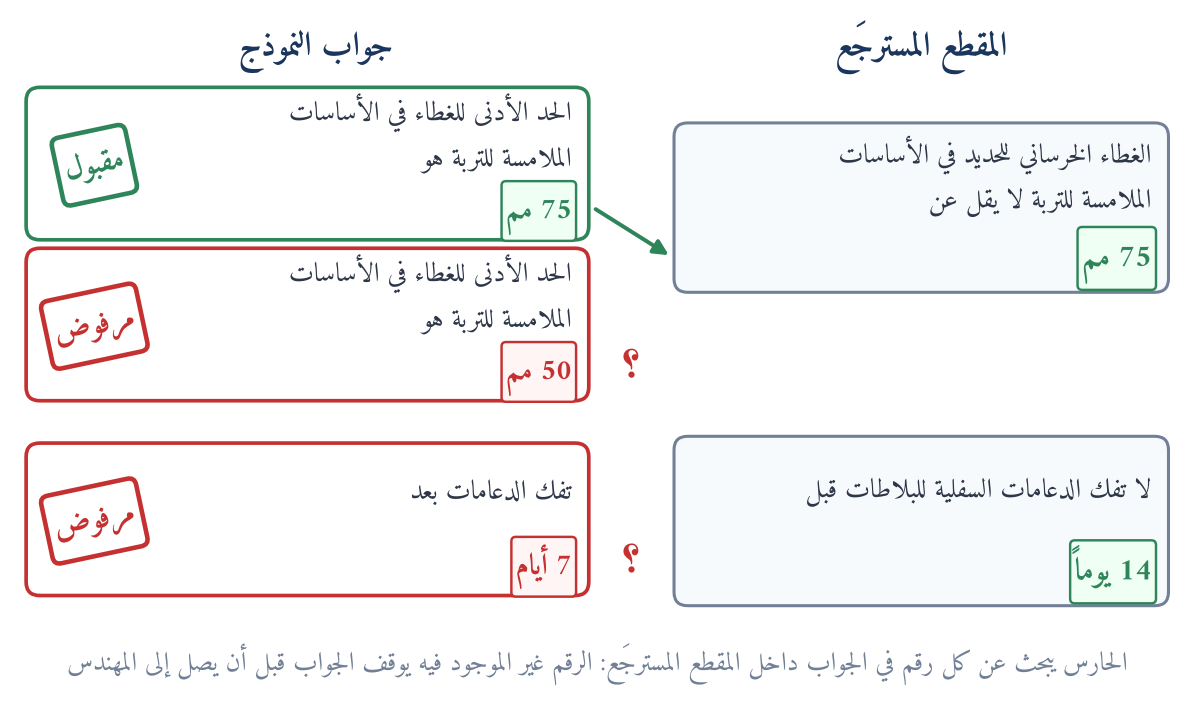 المقطع المسترجَع
جواب النموذج
الغطاء الخرساني للحديد في الأساسات
الملامسة للتربة لا يقل عن
75 مم
الحد الأدنى للغطاء في الأساسات
الملامسة للتربة هو
75 مم
مقبول
الحد الأدنى للغطاء في الأساسات
الملامسة للتربة هو
50 مم
مرفوض
؟
لا تفك الدعامات السفلية للبلاطات قبل
14 يوماً
تفك الدعامات بعد
7 أيام
مرفوض
؟
الحارس يبحث عن كل رقم في الجواب داخل المقطع المسترجَع: الرقم غير الموجود فيه يوقف الجواب قبل أن يصل إلى المهندس